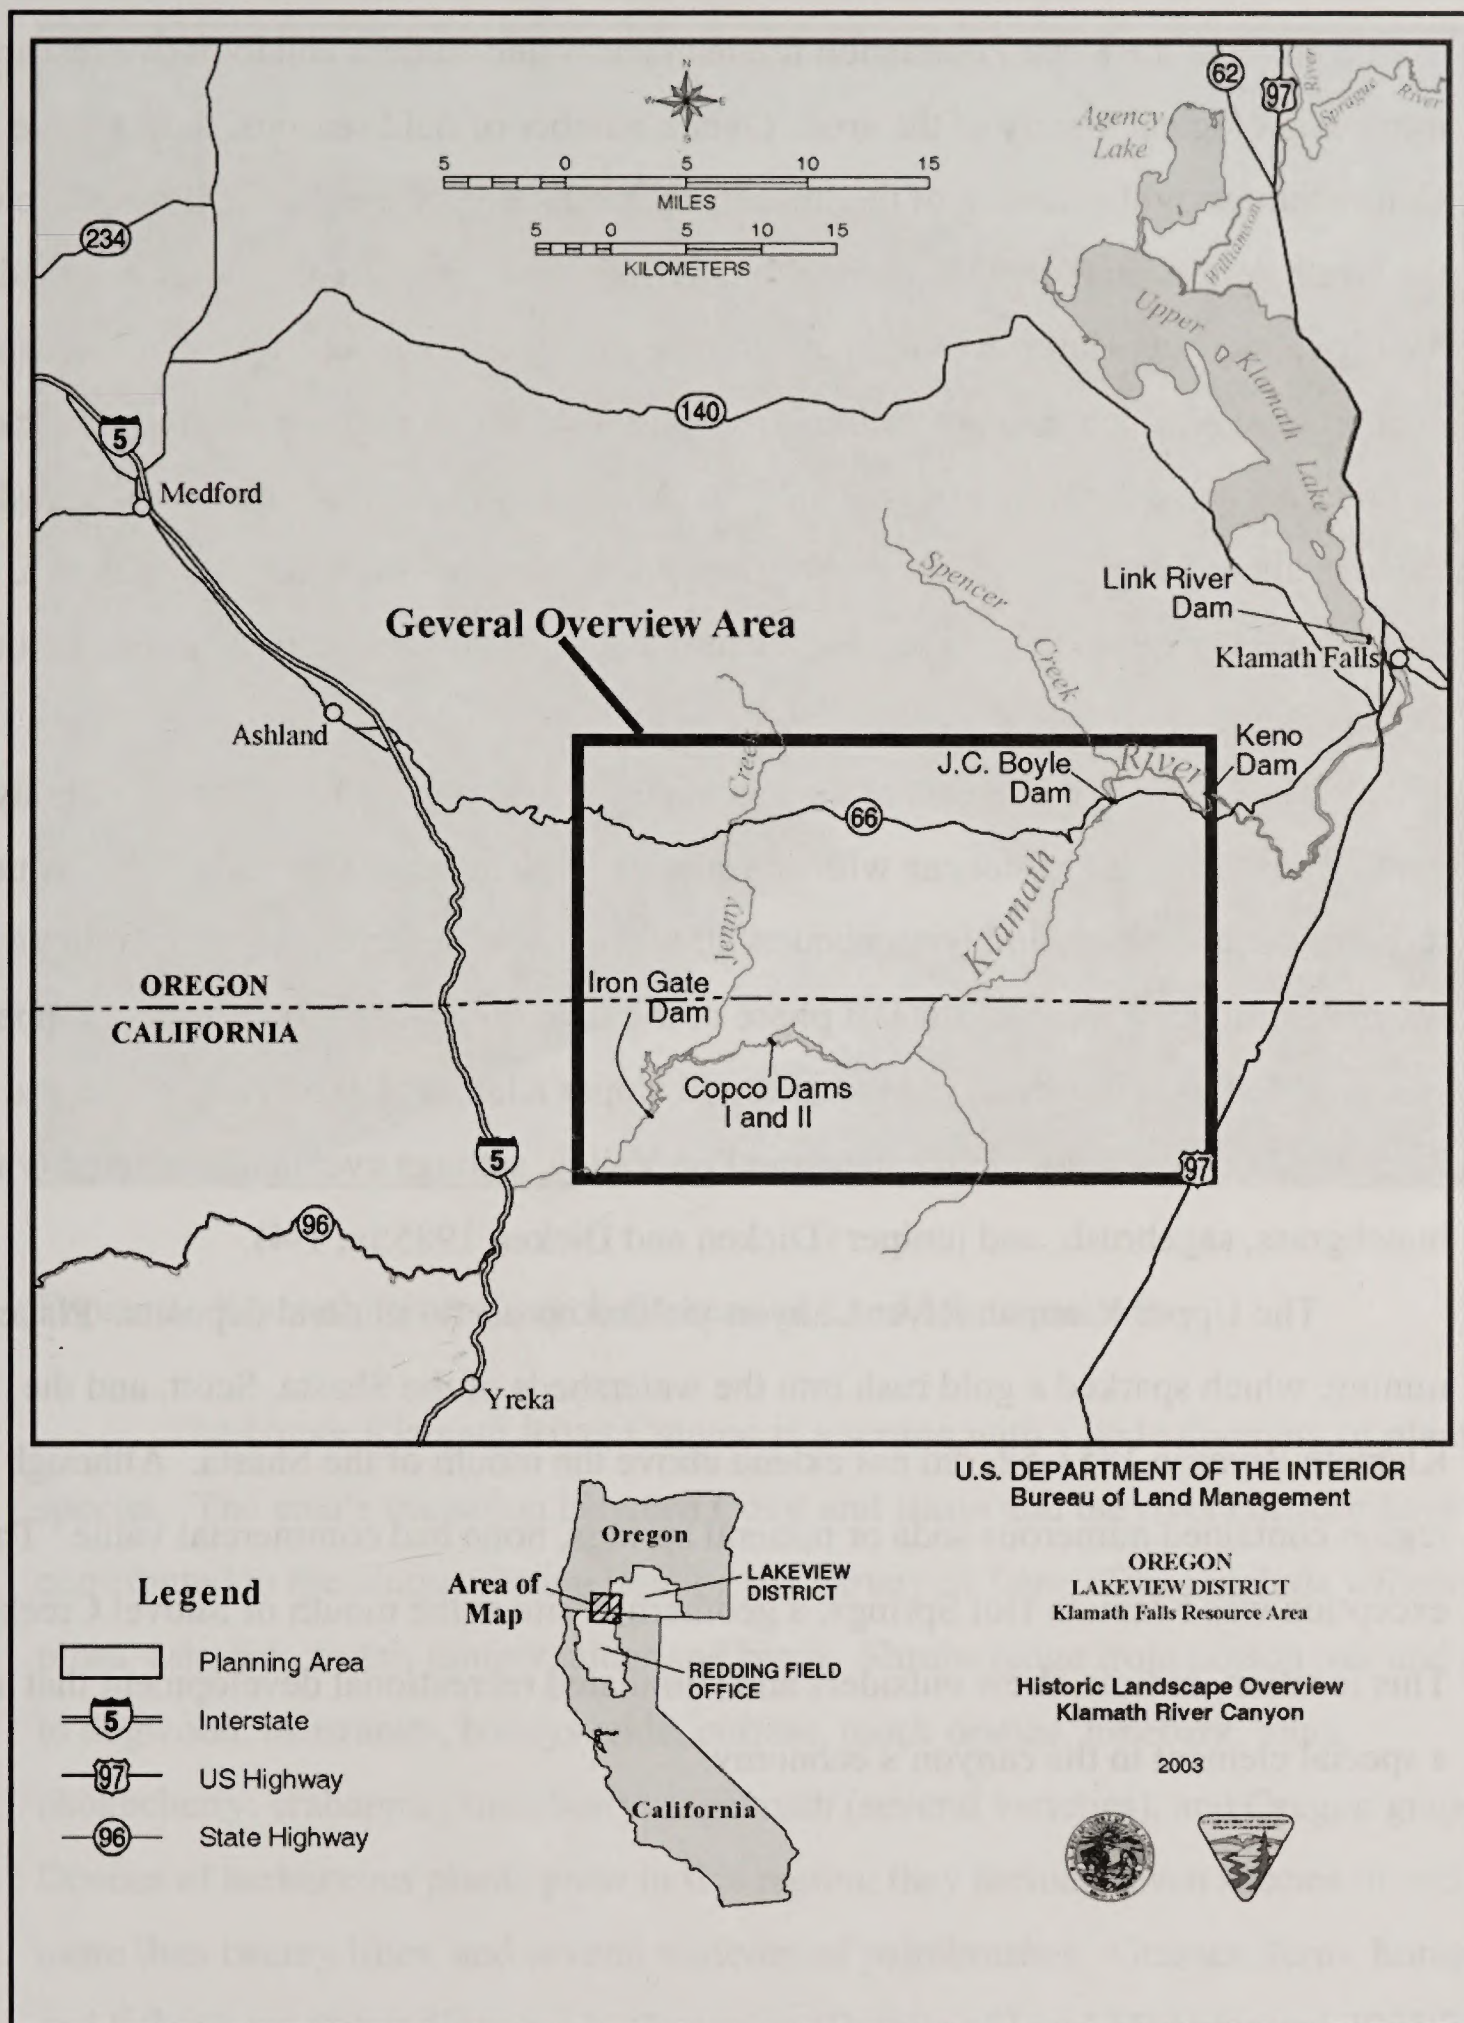 N
W E
S
5 0 5 10 15
MILES
5 0 5 10 15
KILOMETERS
62
97
River
Sprague River
Agency
Lake
Williamson
234
Upper Klamath Lake
140
5
Medford
Spencer Creek
Link River
Dam
Klamath Falls
Geveral Overview Area
Ashland
Jenny Creek
J.C. Boyle
Dam
Klamath River
Keno
Dam
66
OREGON
CALIFORNIA
Iron Gate
Dam
Copco Dams
I and II
5
97
96
Yreka
U.S. DEPARTMENT OF THE INTERIOR
Bureau of Land Management
OREGON
LAKEVIEW DISTRICT
Klamath Falls Resource Area
Historic Landscape Overview
Klamath River Canyon
2003
Legend
Planning Area
5 Interstate
97 US Highway
96 State Highway
Oregon
Area of
Map
LAKEVIEW
DISTRICT
REDDING FIELD
OFFICE
California